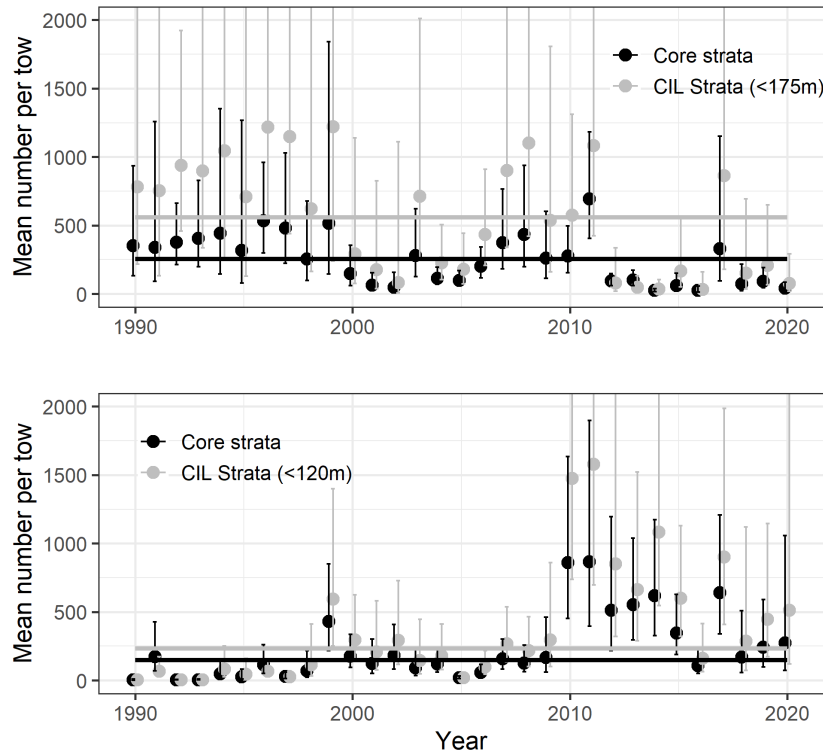 2000
1500
1000
500
0
Mean number per tow
Core strata
CIL Strata (<175m)
1990
2000
2010
2020
2000
1500
1000
500
0
Mean number per tow
Core strata
CIL Strata (<120m)
1990
2000
2010
2020
Year